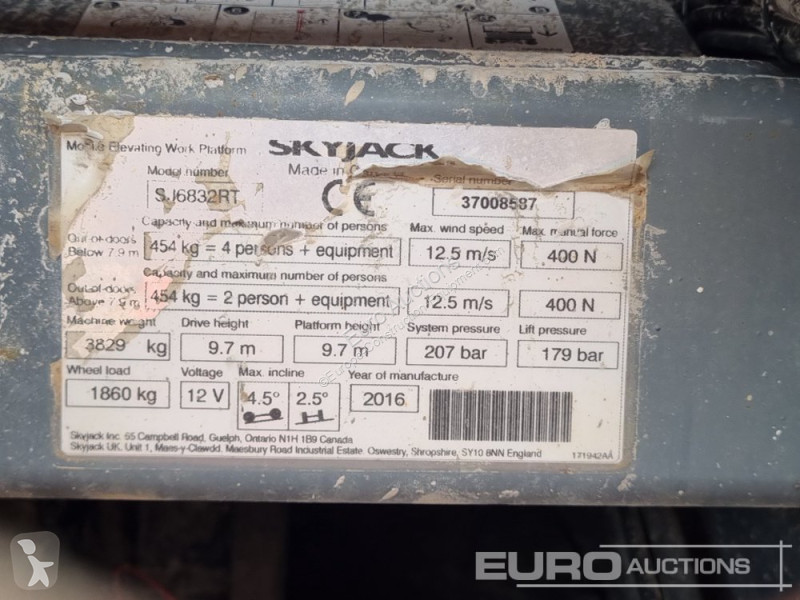 Mobile Elevating Work Platform SKYJACK
Model number Made in Serial number
SJ6832RT CE 37008587
Capacity and maximum number of persons Max. wind speed Max. manual force
Out-of-doors Below 7.9 m 454 kg = 4 persons + equipment 12.5 m/s 400 N
Capacity and maximum number of persons
Out-of-doors Above 7.9 m 454 kg = 2 person + equipment 12.5 m/s 400 N
Machine weight Drive height Platform height System pressure Lift pressure
3829 kg 9.7 m 9.7 m 207 bar 179 bar
Wheel load Voltage Max. incline Year of manufacture
1860 kg 12 V 4.5° 2.5° 2016
Skyjack Inc. 55 Campbell Road, Guelph, Ontario N1H 1B9 Canada
Skyjack UK. Unit 1, Maes-y-Clawdd, Maesbury Road Industrial Estate. Oswestry, Shropshire, SY10 8NN England
171942AA
EURO AUCTIONS